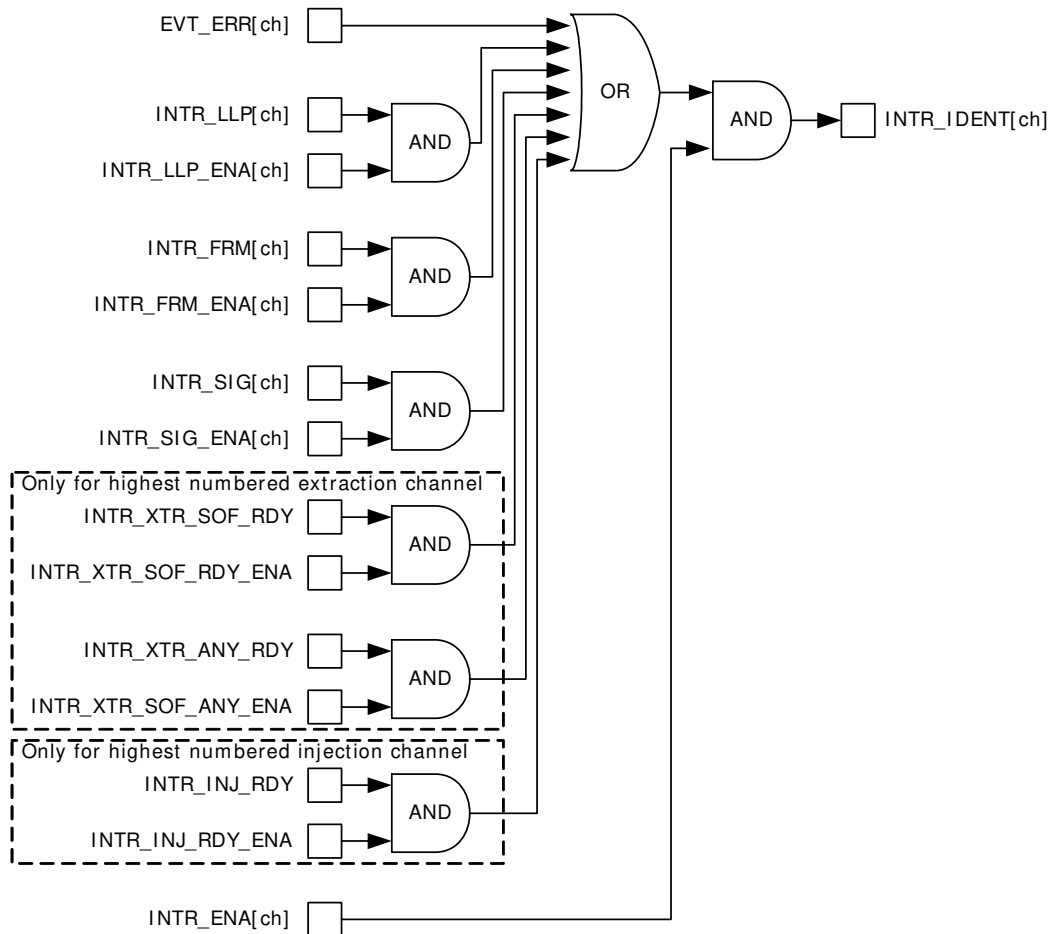 EVT_ERR[ch]
OR
INTR_LLP[ch]
AND
AND
INTR_IDENT[ch]
INTR_LLP_ENA[ch]
INTR_FRM[ch]
AND
INTR_FRM_ENA[ch]
INTR_SIG[ch]
AND
INTR_SIG_ENA[ch]
Only for highest numbered extraction channel
INTR_XTR_SOF_RDY
AND
INTR_XTR_SOF_RDY_ENA
INTR_XTR_ANY_RDY
AND
INTR_XTR_SOF_ANY_ENA
Only for highest numbered injection channel
INTR_INJ_RDY
AND
INTR_INJ_RDY_ENA
INTR_ENA[ch]